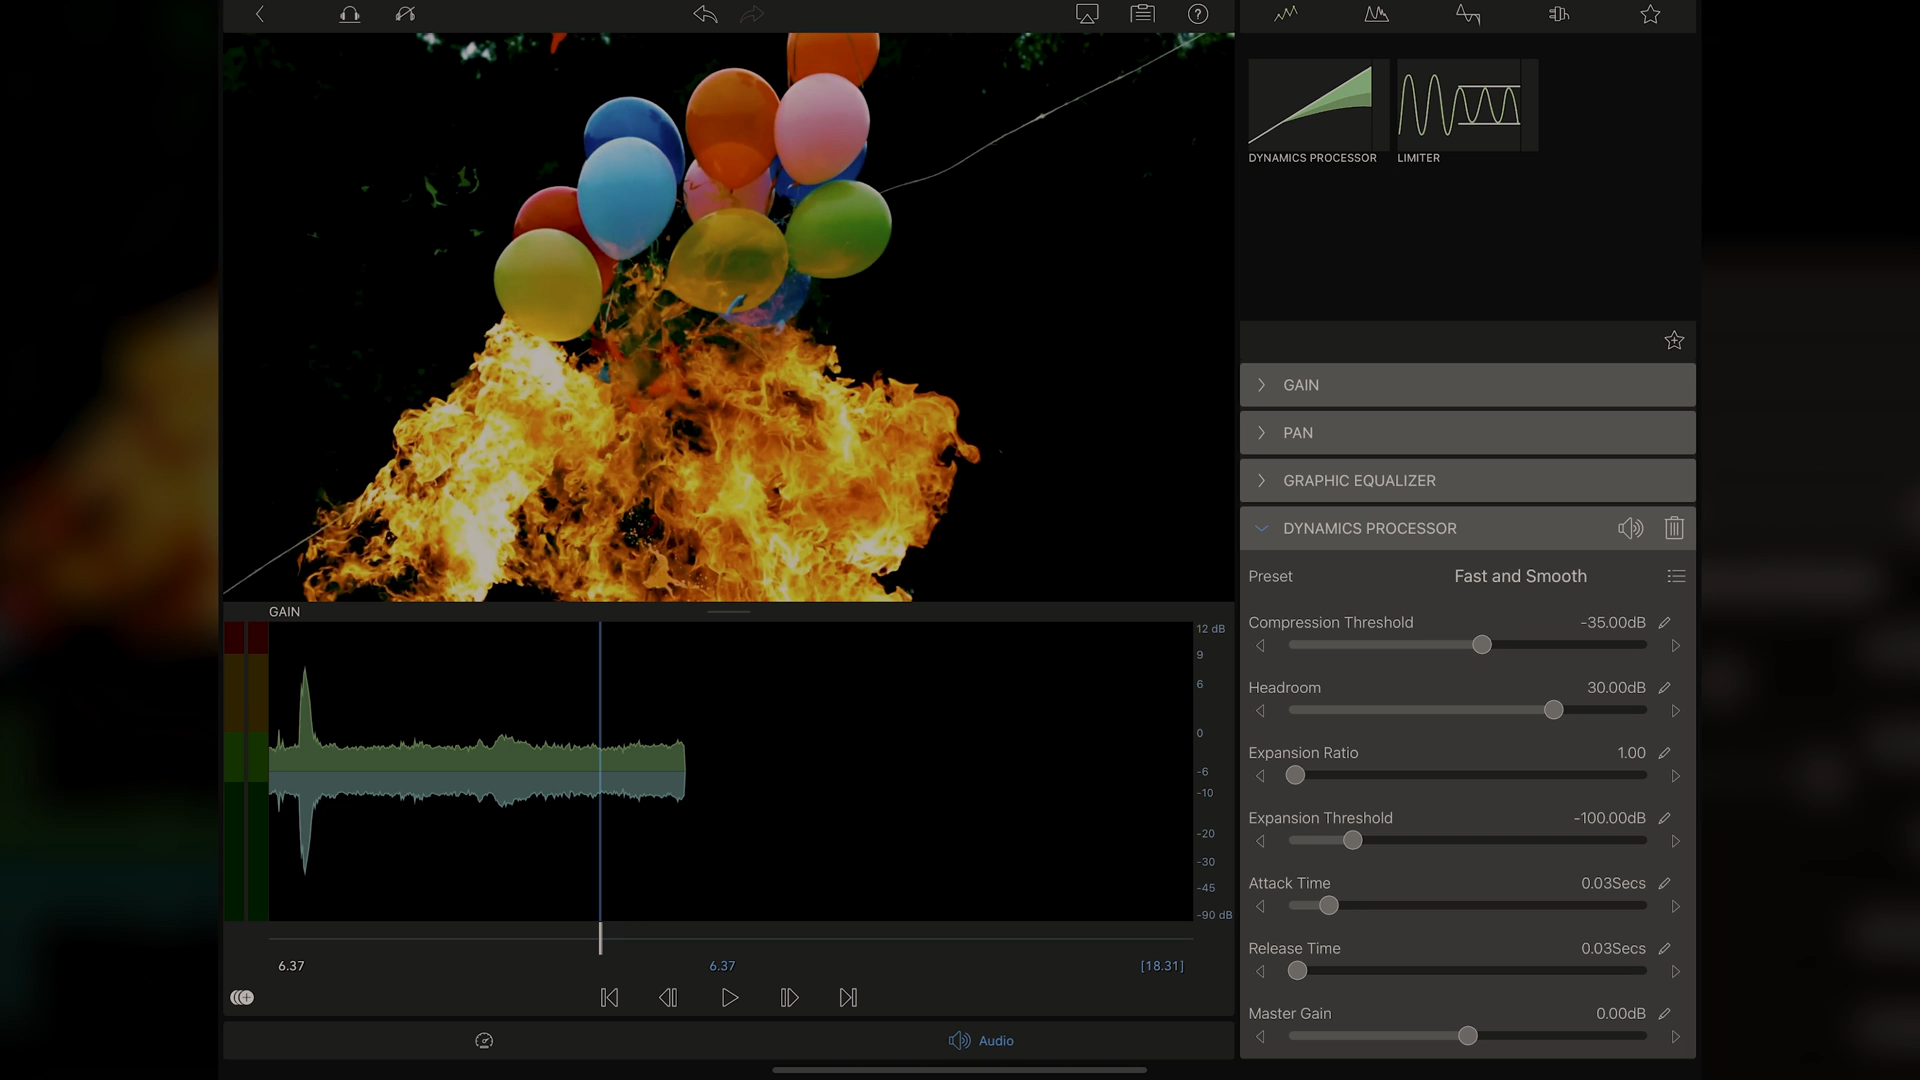 DYNAMICS PROCESSOR
LIMITER
GAIN
PAN
GRAPHIC EQUALIZER
DYNAMICS PROCESSOR
Preset
Fast and Smooth
Compression Threshold
-35.00dB
Headroom
30.00dB
Expansion Ratio
1.00
Expansion Threshold
-100.00dB
Attack Time
0.03Secs
Release Time
0.03Secs
Master Gain
0.00dB
GAIN
12 dB
9
6
0
-6
-10
-20
-30
-45
-90 dB
6.37
6.37
[18.31]
Audio